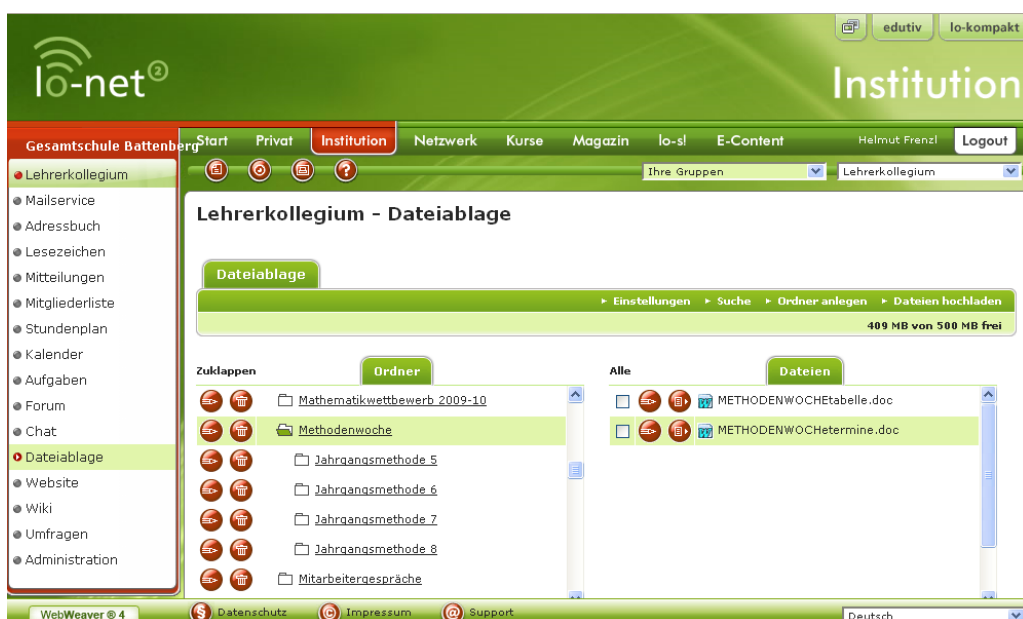 edutiv lo-kompakt
lo-net²
Institution
Gesamtschule Battenberg
Start Privat Institution Netzwerk Kurse Magazin lo-s! E-Content Helmut Frenzl Logout
Ihre Gruppen Lehrerkollegium
Lehrerkollegium
Mailservice
Adressbuch
Lesezeichen
Mitteilungen
Mitgliederliste
Stundenplan
Kalender
Aufgaben
Forum
Chat
Dateiablage
Website
Wiki
Umfragen
Administration
Lehrerkollegium - Dateiablage
Dateiablage
Einstellungen Suche Ordner anlegen Dateien hochladen
409 MB von 500 MB frei
Zuklappen Ordner
Mathematikwettbewerb 2009-10
Methodenwoche
Jahrgangsmethode 5
Jahrgangsmethode 6
Jahrgangsmethode 7
Jahrgangsmethode 8
Mitarbeitergespräche
Alle Dateien
METHODENWOCHEtabelle.doc
METHODENWOCHetermine.doc
WebWeaver ® 4 § Datenschutz © Impressum @ Support Deutsch